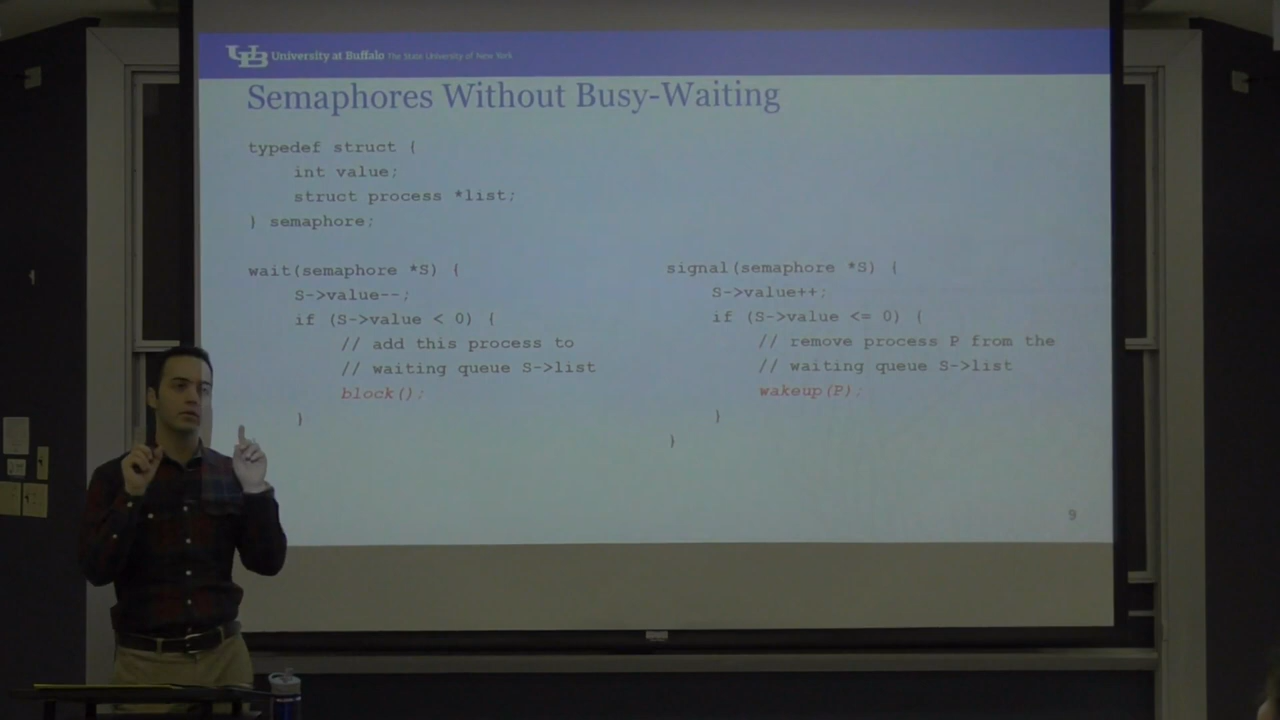 University at Buffalo The State University of New York
Semaphores Without Busy-Waiting
typedef struct {
int value;
struct process *list;
} semaphore;
wait(semaphore *S) {
S->value--;
if (S->value < 0) {
// add this process to
// waiting queue S->list
block();
}
signal(semaphore *S) {
S->value++;
if (S->value <= 0) {
// remove process P from the
// waiting queue S->list
wakeup(P);
}
}
9